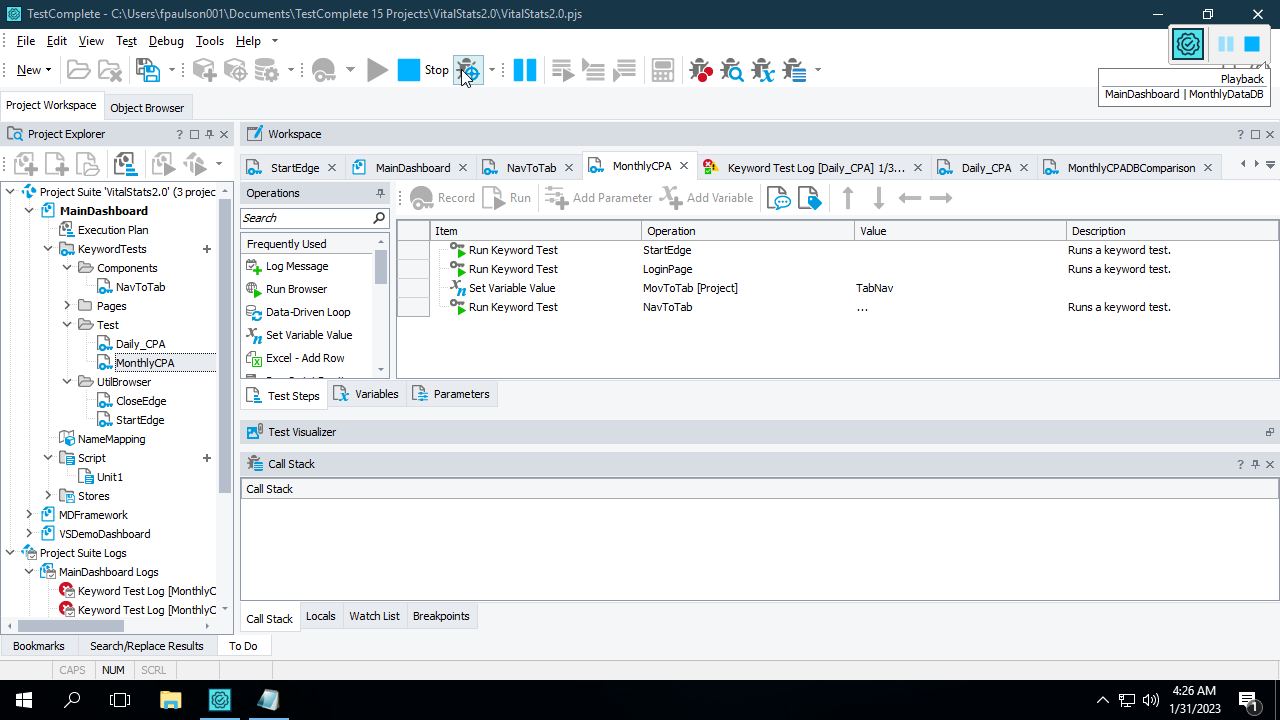 TestComplete - C:\Users\fpaulson001\Documents\TestComplete 15 Projects\VitalStats2.0\VitalStats2.0.pjs
File Edit View Test Debug Tools Help
New
Stop
Playback
MainDashboard | MonthlyDataDB
Project Workspace
Object Browser
Project Explorer
Workspace
StartEdge
MainDashboard
NavToTab
MonthlyCPA
Keyword Test Log [Daily_CPA] 1/3...
Daily_CPA
MonthlyCPADBComparison
Project Suite 'VitalStats2.0' (3 projec
MainDashboard
Execution Plan
KeywordTests
Components
NavToTab
Pages
Test
Daily_CPA
MonthlyCPA
UtilBrowser
CloseEdge
StartEdge
NameMapping
Script
Unit1
Stores
MDFramework
VSDemoDashboard
Project Suite Logs
MainDashboard Logs
Keyword Test Log [MonthlyC
Keyword Test Log [MonthlyC
Operations
Search
Frequently Used
Log Message
Run Browser
Data-Driven Loop
Set Variable Value
Excel - Add Row
Record
Run
Add Parameter
Add Variable
Item Operation Value Description
Run Keyword Test StartEdge Runs a keyword test.
Run Keyword Test LoginPage Runs a keyword test.
Set Variable Value MovToTab [Project] TabNav
Run Keyword Test NavToTab ... Runs a keyword test.
Test Steps
Variables
Parameters
Test Visualizer
Call Stack
Call Stack
Call Stack
Locals
Watch List
Breakpoints
Bookmarks
Search/Replace Results
To Do
CAPS NUM SCRL
4:26 AM
1/31/2023
1